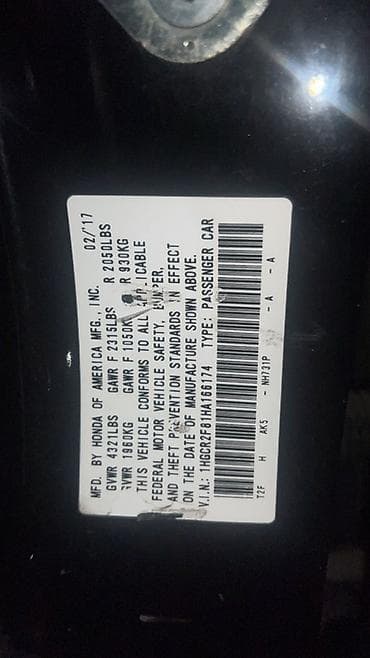 MFD. BY HONDA OF AMERICA MFG., INC. 02/'17
GVWR 4321LBS GAWR F 2315LBS R 2050LBS
GVWR 1960KG GAWR F 1050KG R 930KG
THIS VEHICLE CONFORMS TO ALL APPLICABLE
FEDERAL MOTOR VEHICLE SAFETY, BUMPER,
AND THEFT PREVENTION STANDARDS IN EFFECT
ON THE DATE OF MANUFACTURE SHOWN ABOVE.
V.I.N.: 1HGCR2F81HA166174 TYPE: PASSENGER CAR
T2F H AK5 - NH731P - A - A